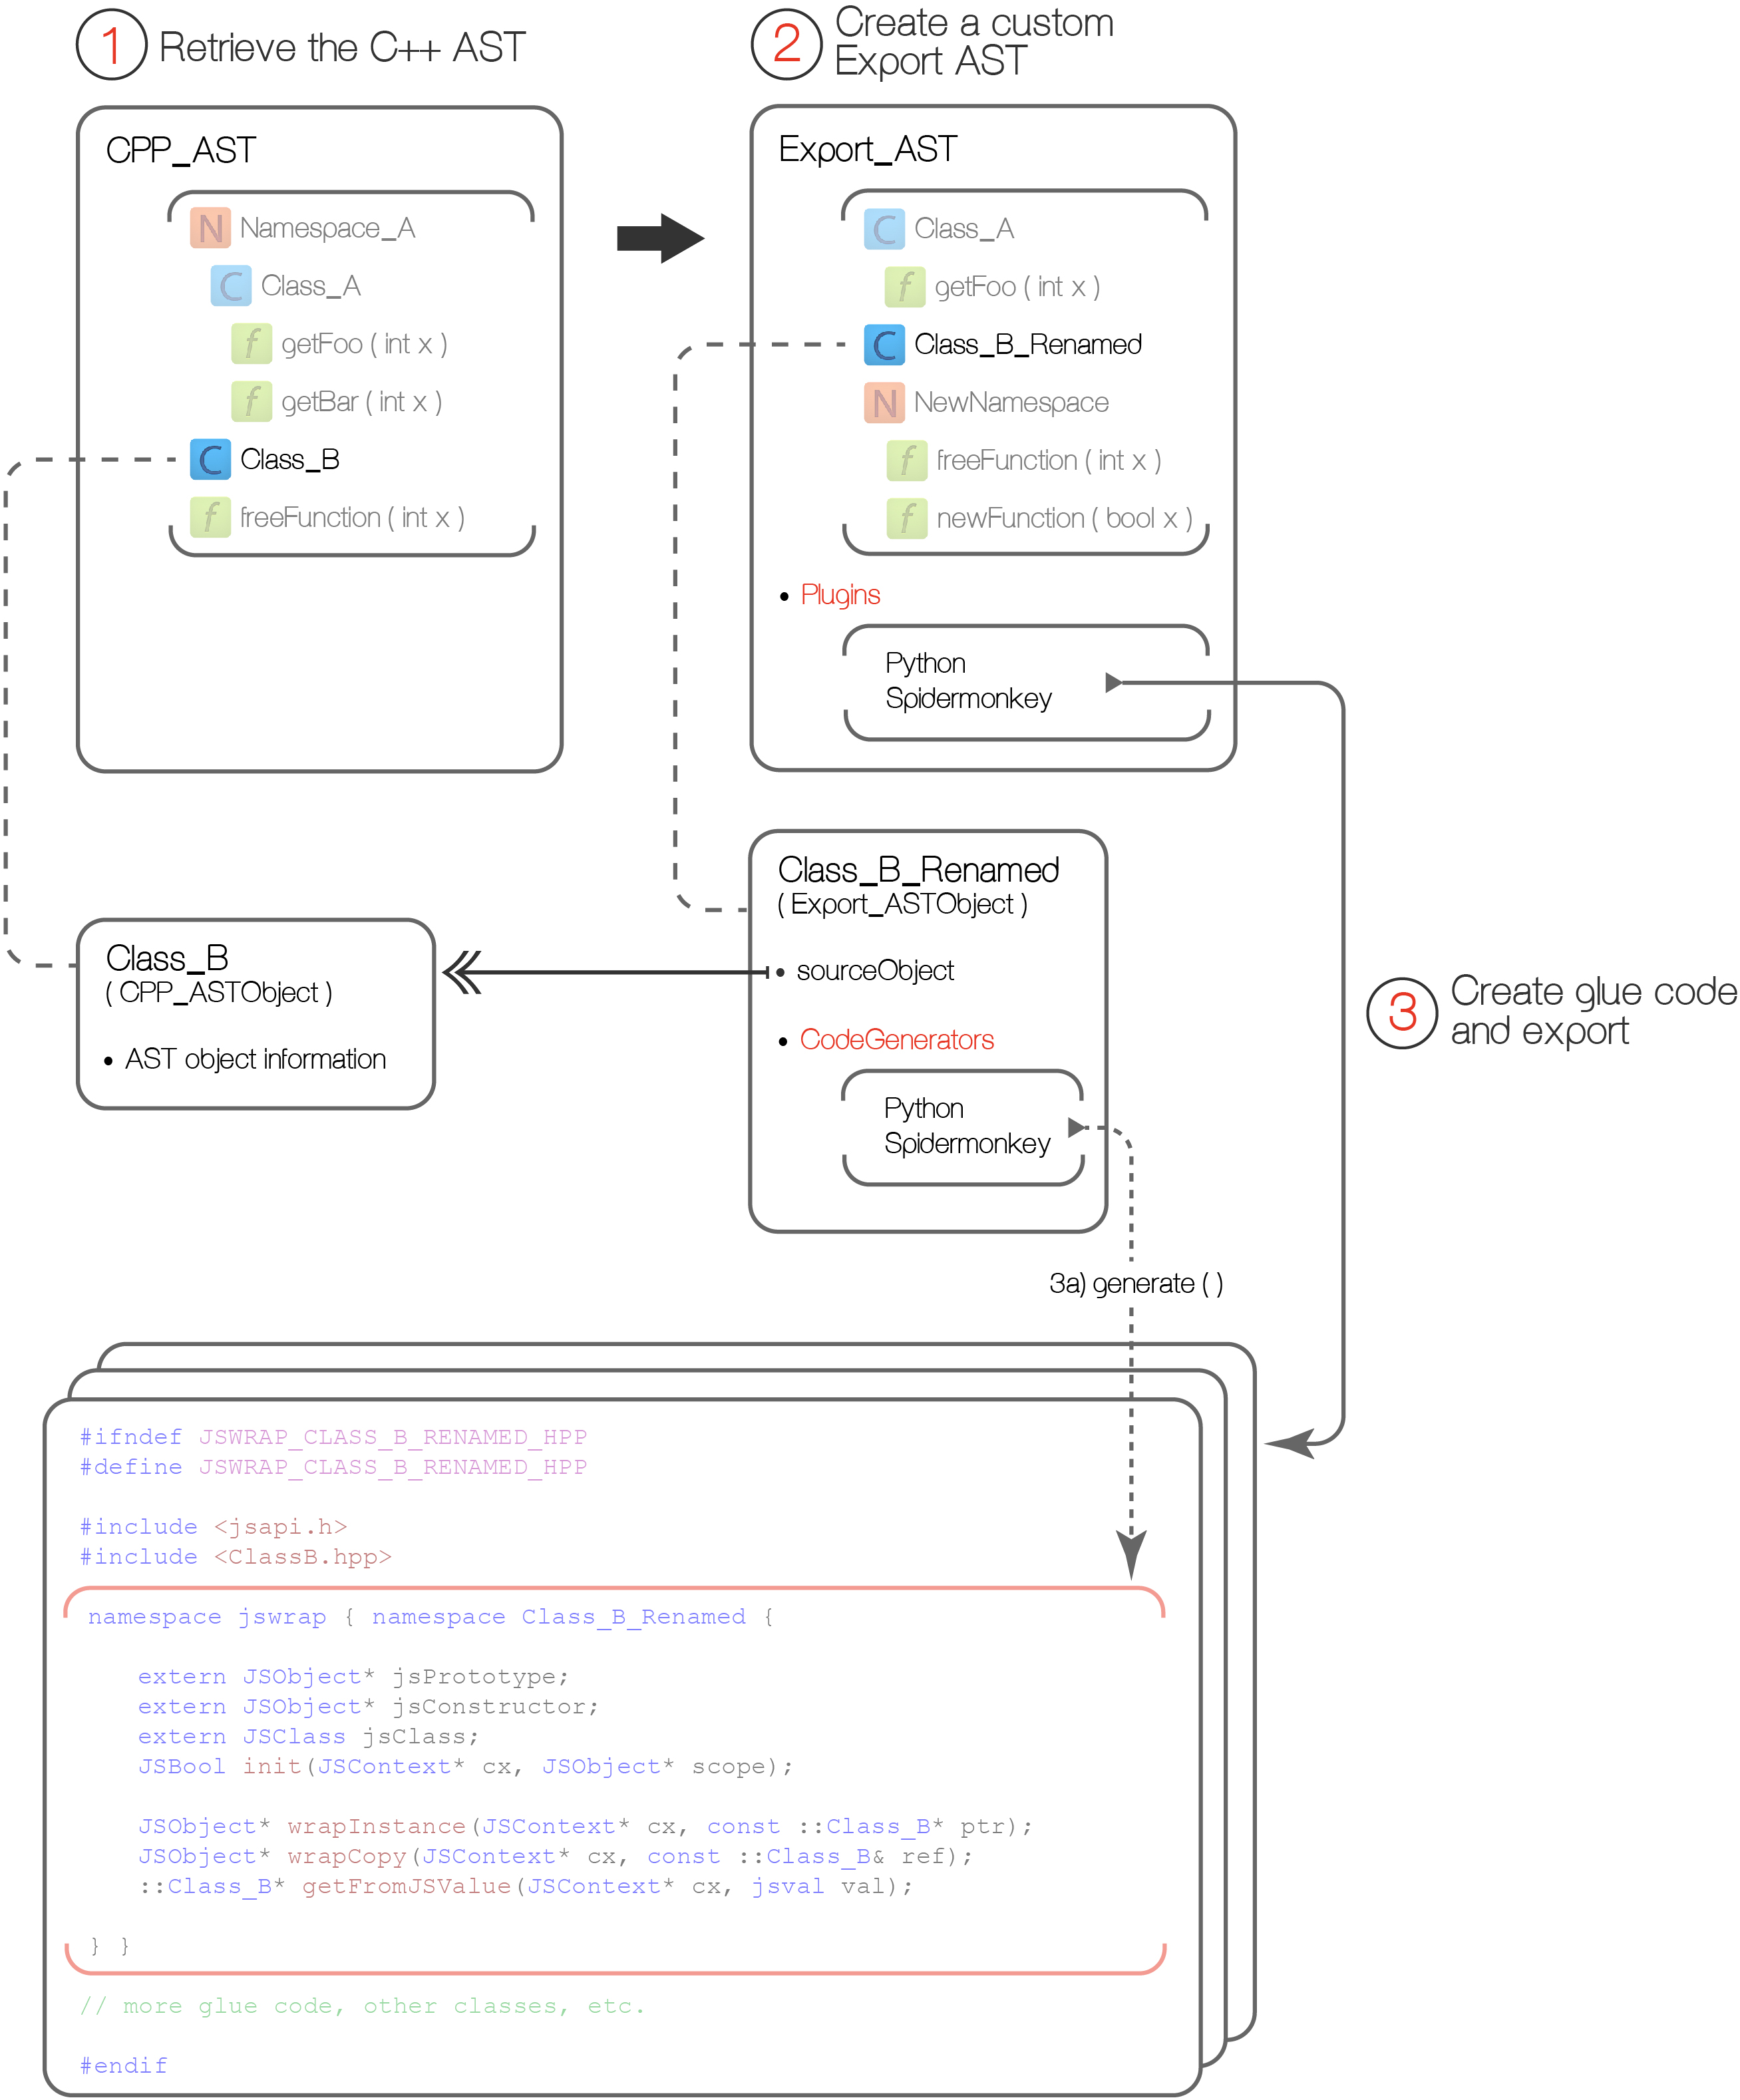 1 Retrieve the C++ AST
2 Create a custom
Export AST
CPP_AST
N Namespace_A
C Class_A
f getFoo ( int x )
f getBar ( int x )
C Class_B
f freeFunction ( int x )
Export_AST
C Class_A
f getFoo ( int x )
C Class_B_Renamed
N NewNamespace
f freeFunction ( int x )
f newFunction ( bool x )
• Plugins
Python
Spidermonkey
Class_B
( CPP_ASTObject )
• AST object information
Class_B_Renamed
( Export_ASTObject )
• sourceObject
• CodeGenerators
Python
Spidermonkey
3 Create glue code
and export
3a) generate ( )
#ifndef JSWRAP_CLASS_B_RENAMED_HPP
#define JSWRAP_CLASS_B_RENAMED_HPP
#include <jsapi.h>
#include <ClassB.hpp>
namespace jswrap { namespace Class_B_Renamed {
extern JSObject* jsPrototype;
extern JSObject* jsConstructor;
extern JSClass jsClass;
JSBool init(JSContext* cx, JSObject* scope);
JSObject* wrapInstance(JSContext* cx, const ::Class_B* ptr);
JSObject* wrapCopy(JSContext* cx, const ::Class_B& ref);
::Class_B* getFromJSValue(JSContext* cx, jsval val);
} }
// more glue code, other classes, etc.
#endif